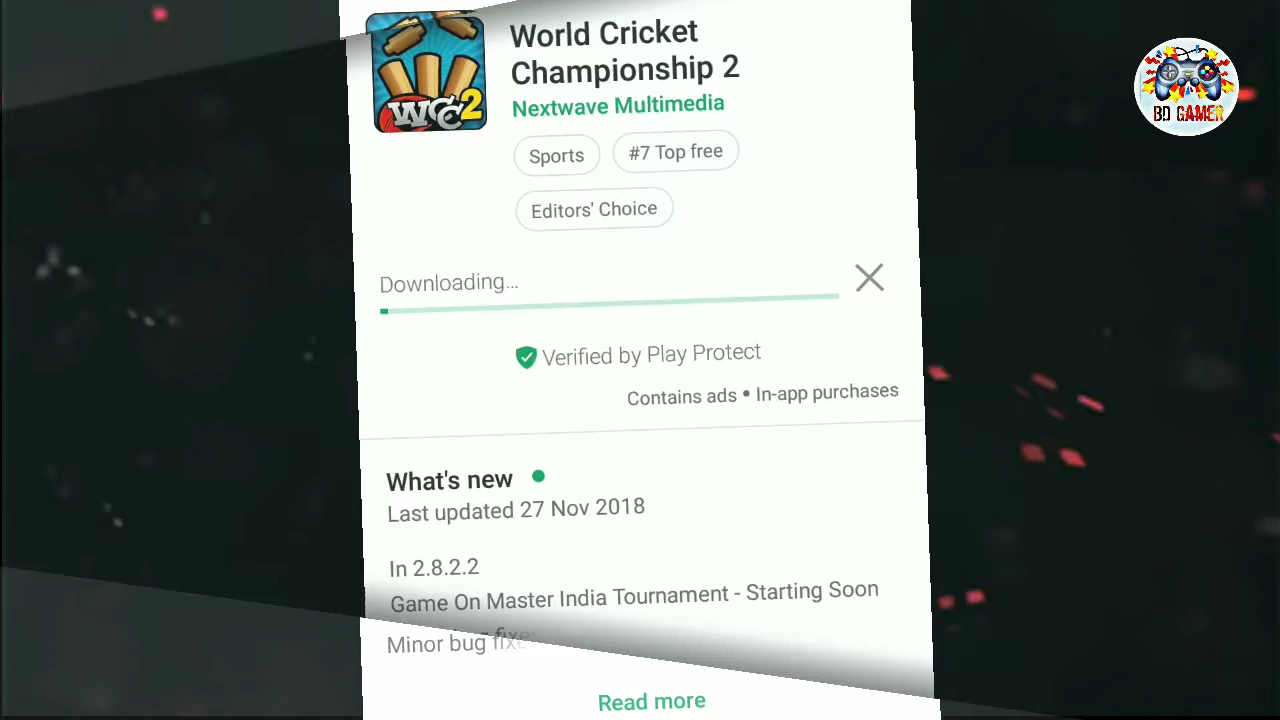 World Cricket
Championship 2
Nextwave Multimedia
Sports
#7 Top free
Editors' Choice
Downloading...
Verified by Play Protect
Contains ads • In-app purchases
What's new
Last updated 27 Nov 2018
In 2.8.2.2
Game On Master India Tournament - Starting Soon
Minor bug fixe
Read more
WCC2
BD GAMER